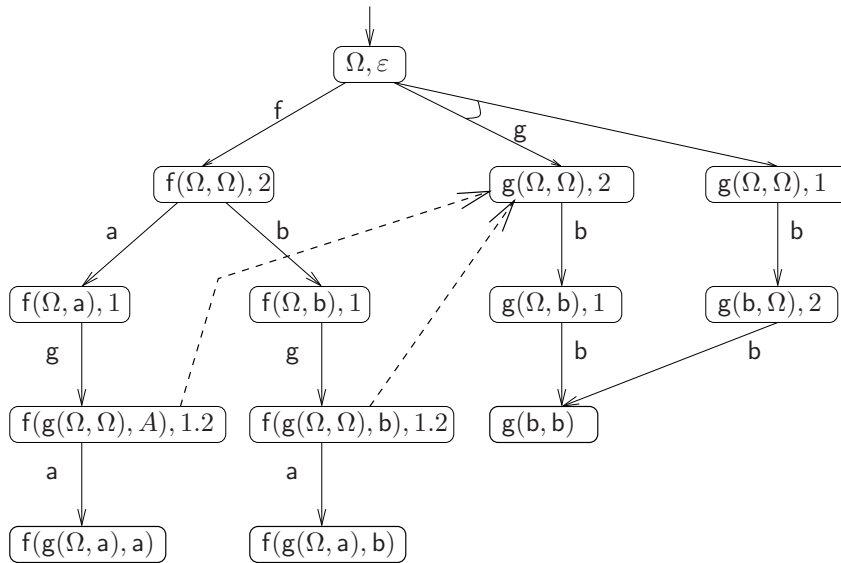 Ω, ε
f
g
f(Ω, Ω), 2
g(Ω, Ω), 2
g(Ω, Ω), 1
a
b
b
b
f(Ω, a), 1
f(Ω, b), 1
g(Ω, b), 1
g(b, Ω), 2
g
g
b
b
f(g(Ω, Ω), A), 1.2
f(g(Ω, Ω), b), 1.2
g(b, b)
a
a
f(g(Ω, a), a)
f(g(Ω, a), b)